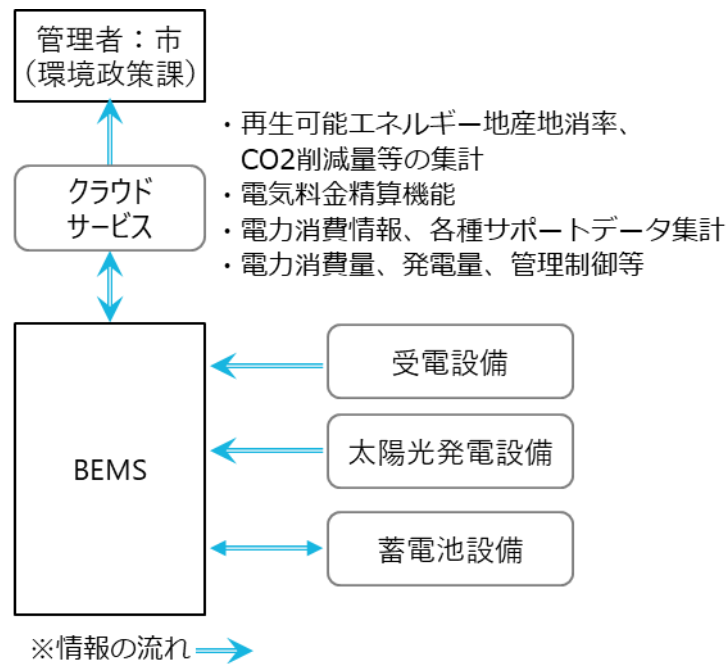 管理者：市
（環境政策課）
クラウド
サービス
・再生可能エネルギー地産地消率、
CO2削減量等の集計
・電気料金精算機能
・電力消費情報、各種サポートデータ集計
・電力消費量、発電量、管理制御等
BEMS
受電設備
太陽光発電設備
蓄電池設備
※情報の流れ